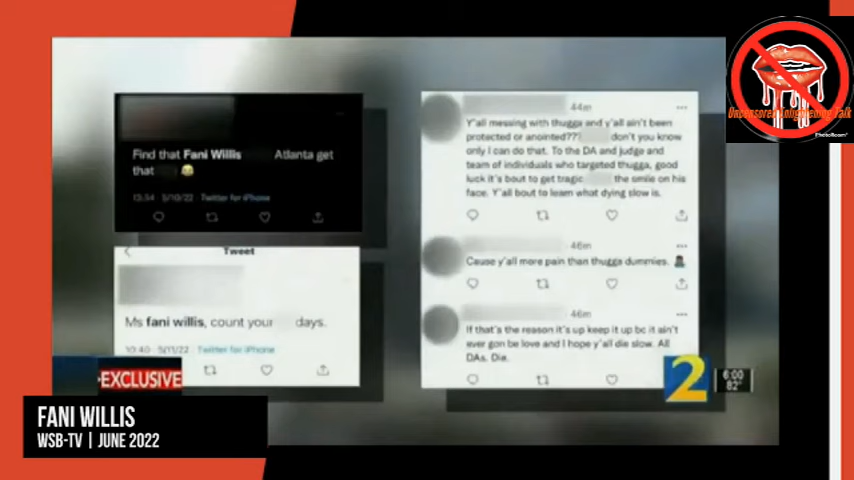 Find that Fani Willis Atlanta get
that 😂
13:34 5/10/22 Twitter for iPhone
Tweet
Ms fani willis, count your days.
10:40 5/11/22 Twitter for iPhone
EXCLUSIVE
44m
Y'all messing with thugga and y'all ain't been
protected or anointed??? don't you know
only I can do that. To the DA and judge and
team of individuals who targeted thugga, good
luck it's bout to get tragic the smile on his
face. Y'all bout to learn what dying slow is.
46m
Cause y'all more pain than thugga dummies.
46m
If that's the reason it's up keep it up bc it ain't
ever gon be love and I hope y'all die slow. All
DAs. Die.
2
6:00
82°
FANI WILLIS
WSB-TV | JUNE 2022
Uncensored Enlightening Talk
PhotoRoom